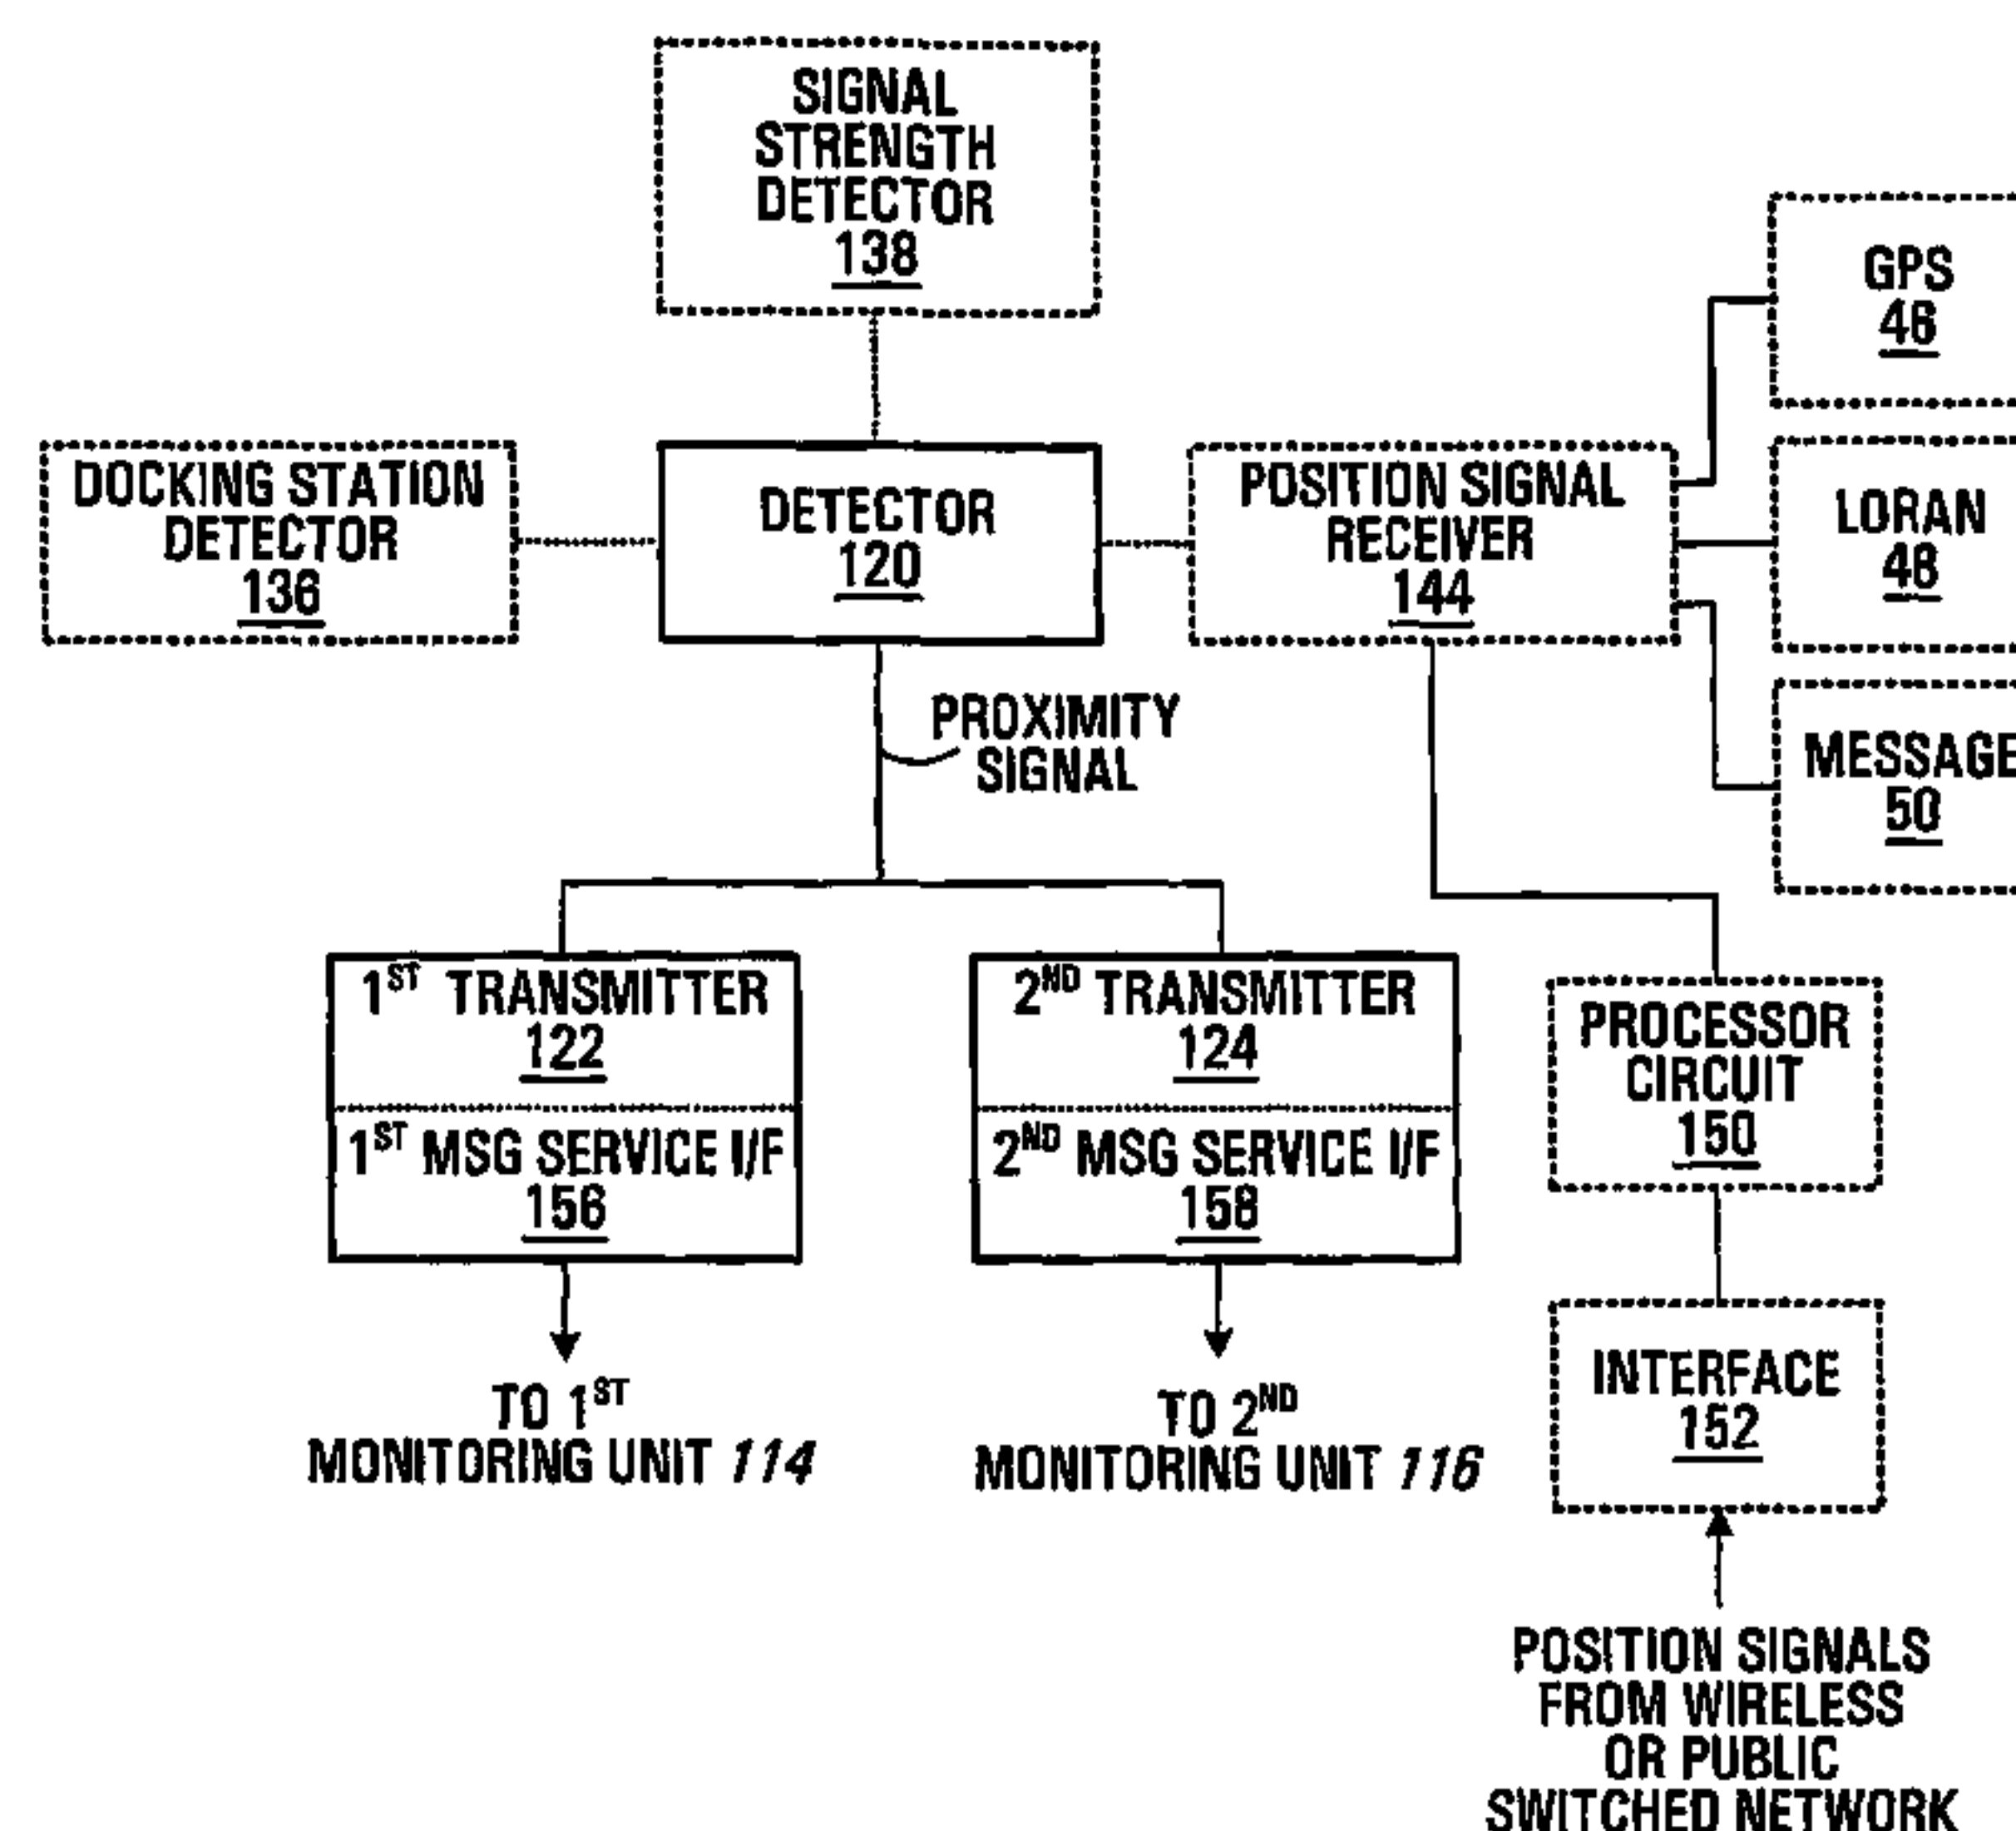 SIGNAL
STRENGTH
DETECTOR
138
GPS
46
DOCKING STATION
DETECTOR
136
DETECTOR
120
POSITION SIGNAL
RECEIVER
144
LORAN
48
PROXIMITY
SIGNAL
MESSAGE
50
1ST TRANSMITTER
122
1ST MSG SERVICE I/F
156
2ND TRANSMITTER
124
2ND MSG SERVICE I/F
158
PROCESSOR
CIRCUIT
150
TO 1ST
MONITORING UNIT 114
TO 2ND
MONITORING UNIT 116
INTERFACE
152
POSITION SIGNALS
FROM WIRELESS
OR PUBLIC
SWITCHED NETWORK